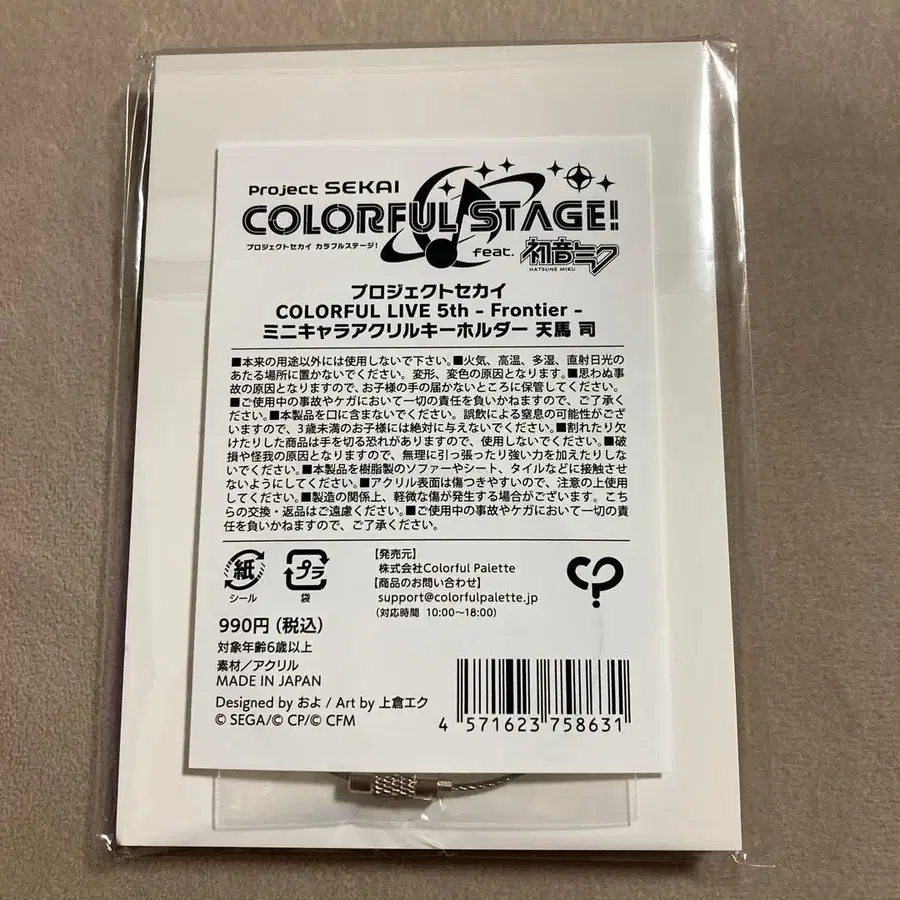 Project SEKAI
COLORFUL STAGE!
プロジェクトセカイ カラフルステージ!
feat. 初音ミク
HATSUNE MIKU
プロジェクトセカイ
COLORFUL LIVE 5th - Frontier -
ミニキャラアクリルキーホルダー 天馬 司
■本来の用途以外には使用しないで下さい。■火気、高温、多湿、直射日光の
あたる場所に置かないでください。変形、変色の原因となります。■思わぬ事
故の原因となりますので、お子様の手の届かないところに保管してください。
■ご使用中の事故やケガにおいて一切の責任を負いかねますので、ご了承く
ださい。■本製品を口に含まないでください。誤飲による窒息の可能性がござ
いますので、3歳未満のお子様には絶対に与えないでください。■割れたり欠
けたりした商品は手を切る恐れがありますので、使用しないでください。■破
損や怪我の原因となりますので、無理に引っ張ったり強い力を加えたりしな
いでください。■本製品を樹脂製のソファーやシート、タイルなどに接触させ
ないようにしてください。■アクリル表面は傷つきやすいので、注意の上使用
してください。■製造の関係上、軽微な傷が発生する場合がございます。こち
らの交換・返品はご遠慮ください。■ご使用中の事故やケガにおいて一切の責
任を負いかねますので、ご了承ください。
紙
シール
プラ
袋
【発売元】
株式会社Colorful Palette
【商品のお問い合わせ】
support@colorfulpalette.jp
(対応時間 10:00~18:00)
990円(税込)
対象年齢6歳以上
素材/アクリル
MADE IN JAPAN
Designed by およ / Art by 上倉エク
© SEGA/© CP/© CFM
4 571623 758631